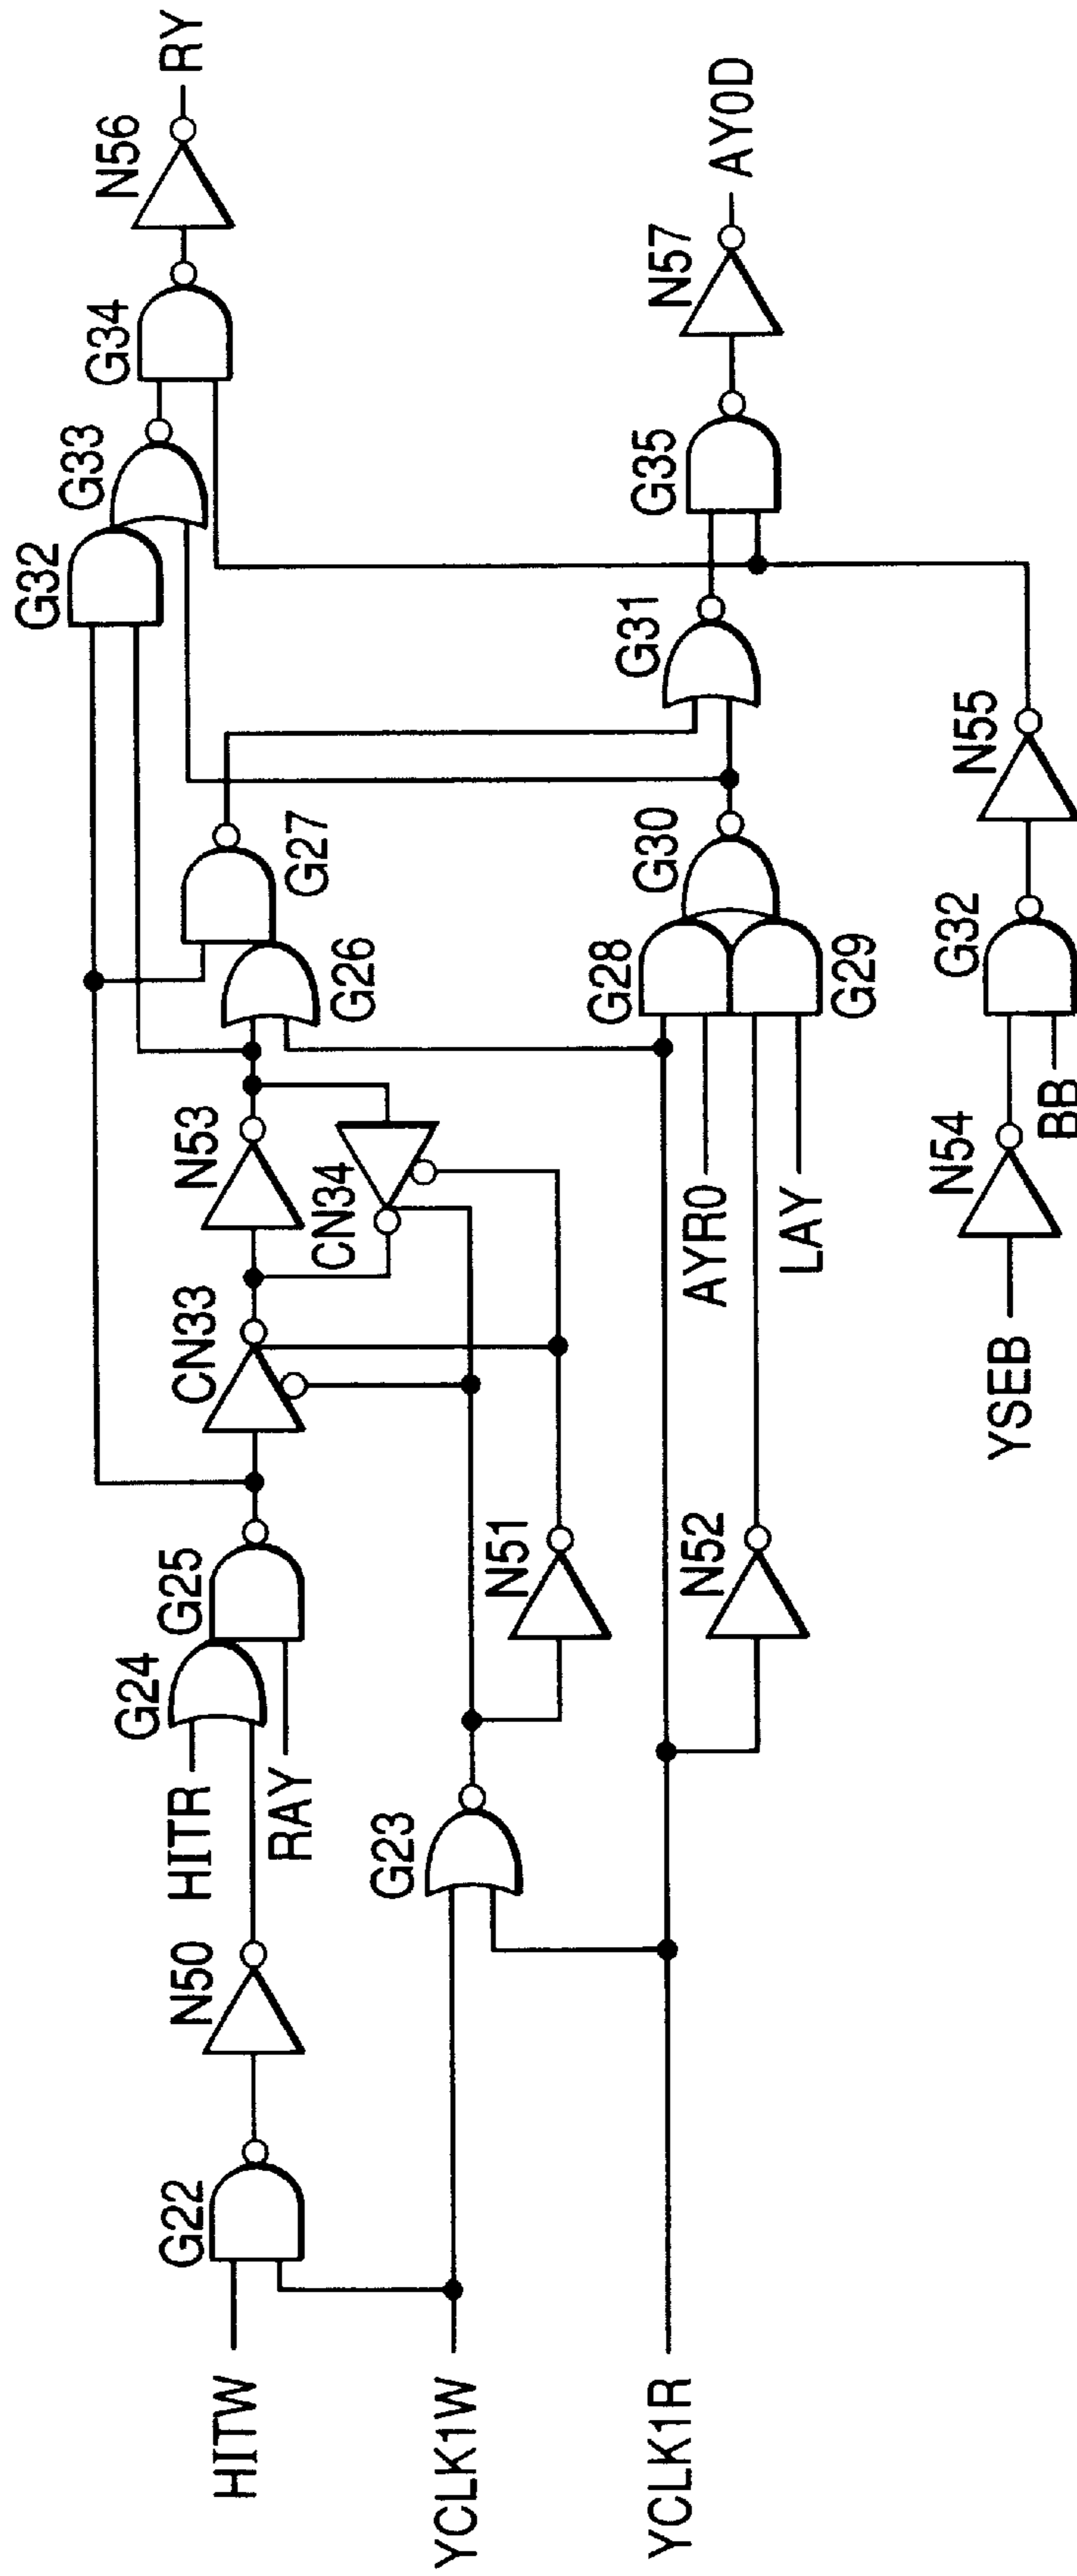 HITW
YCLK1W
YCLK1R
G22
N50
HITR
RAY
G24
G25
G23
N51
N52
CN33
CN34
N53
G26
G27
G28
G29
AYR0
LAY
G30
G31
G32
G33
G34
N56
RY
G35
N57
AY0D
YSEB
N54
BB
G32
N55